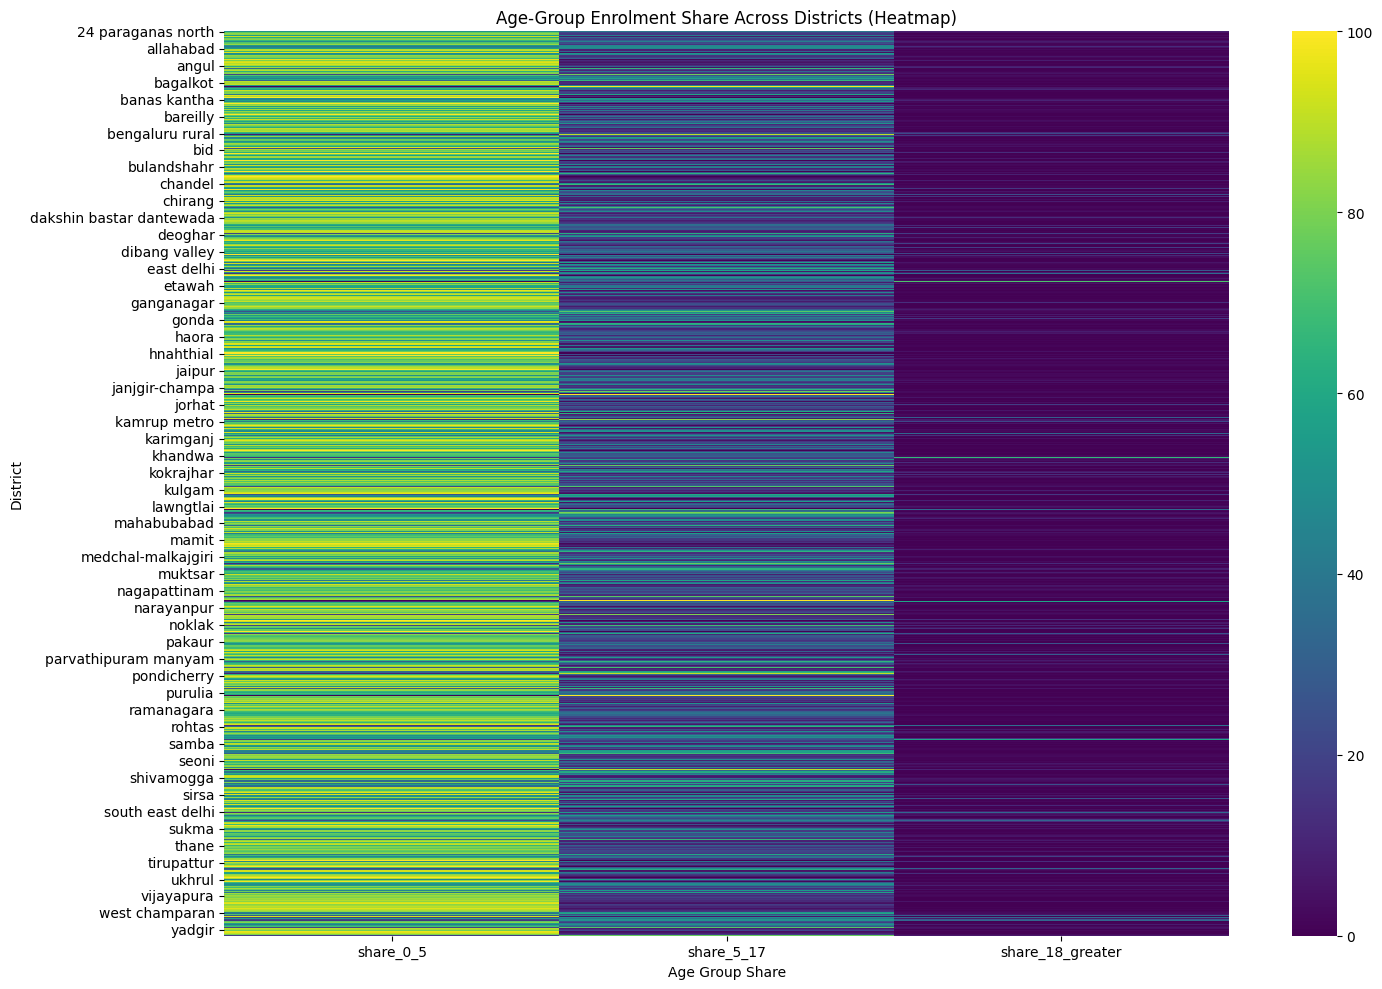 Age-Group Enrolment Share Across Districts (Heatmap)
24 paraganas north
allahabad
angul
bagalkot
banas kantha
bareilly
bengaluru rural
bid
bulandshahr
chandel
chirang
dakshin bastar dantewada
deoghar
dibang valley
east delhi
etawah
ganganagar
gonda
haora
hnahthial
jaipur
janjgir-champa
jorhat
kamrup metro
karimganj
khandwa
kokrajhar
kulgam
lawngtlai
mahabubabad
mamit
medchal-malkajgiri
muktsar
nagapattinam
narayanpur
noklak
pakaur
parvathipuram manyam
pondicherry
purulia
ramanagara
rohtas
samba
seoni
shivamogga
sirsa
south east delhi
sukma
thane
tirupattur
ukhrul
vijayapura
west champaran
yadgir
District
share_0_5 share_5_17 share_18_greater
Age Group Share
100
80
60
40
20
0